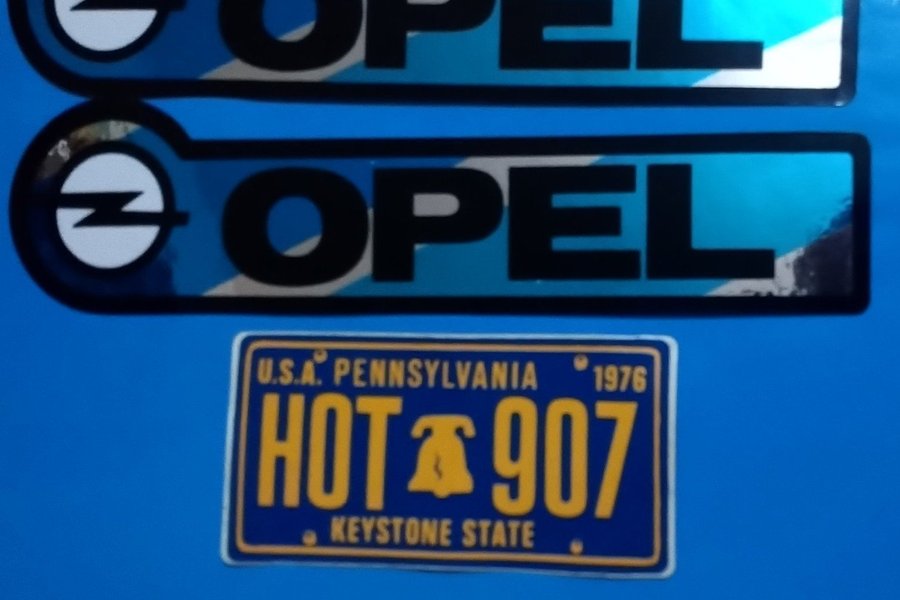 OPEL
OPEL
U.S.A. PENNSYLVANIA 1976
HOT 907
KEYSTONE STATE